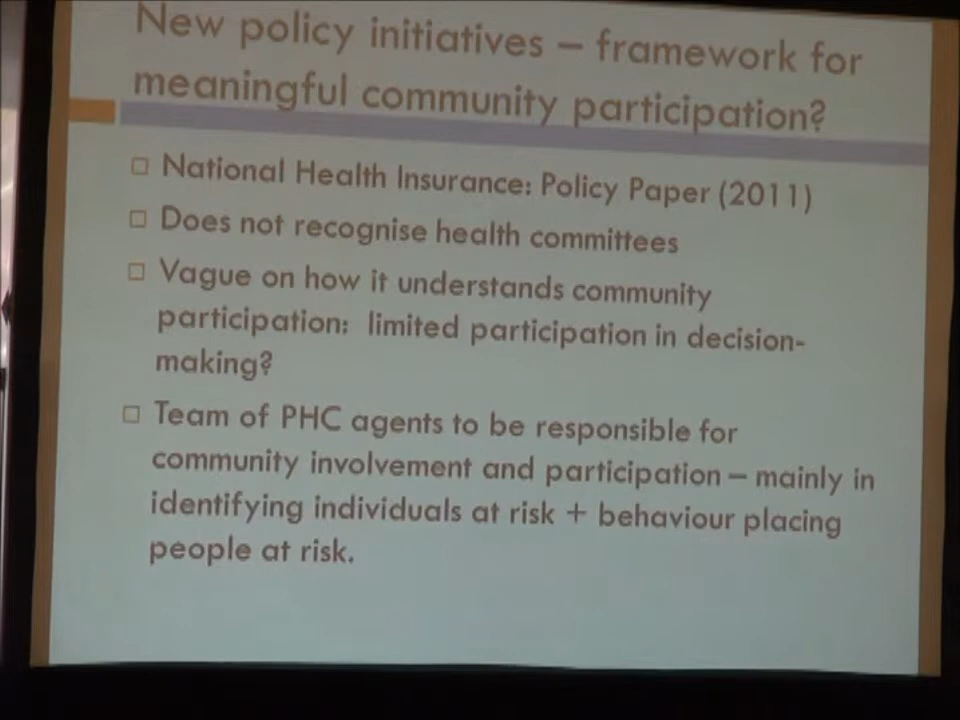 New policy initiatives – framework for
meaningful community participation?
National Health Insurance: Policy Paper (2011)
Does not recognise health committees
Vague on how it understands community
participation: limited participation in decision-
making?
Team of PHC agents to be responsible for
community involvement and participation – mainly in
identifying individuals at risk + behaviour placing
people at risk.